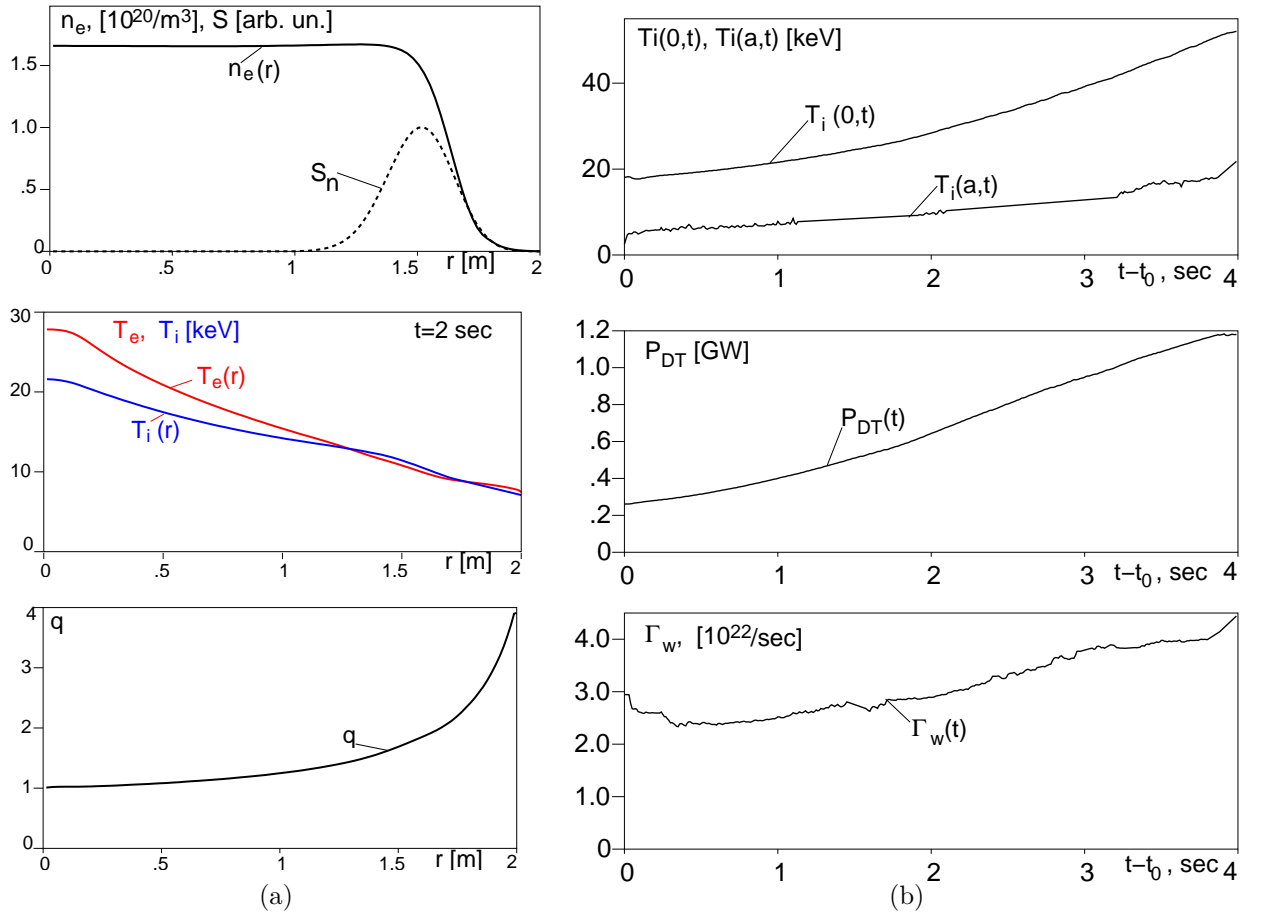 n_e, [10^20/m^3], S [arb. un.]
1.5
1.0
.5
0
n_e(r)
S_n
0 .5 1 1.5 r [m] 2
T_e, T_i [keV] t=2 sec
30
20
10
0
T_e(r)
T_i (r)
0 .5 1 1.5 r [m] 2
q
4
3
2
1
0
q
0 .5 1 1.5 r [m] 2
(a)
Ti(0,t), Ti(a,t) [keV]
40
20
0
T_i (0,t)
T_i(a,t)
0 1 2 3 t−t_0 , sec 4
P_DT [GW]
1.2
1.0
.8
.6
.4
.2
0
P_DT(t)
0 1 2 3 t−t_0 , sec 4
Γ_w, [10^22/sec]
4.0
3.0
2.0
1.0
0.0
Γ_w(t)
0 1 2 3 t−t_0 , sec 4
(b)